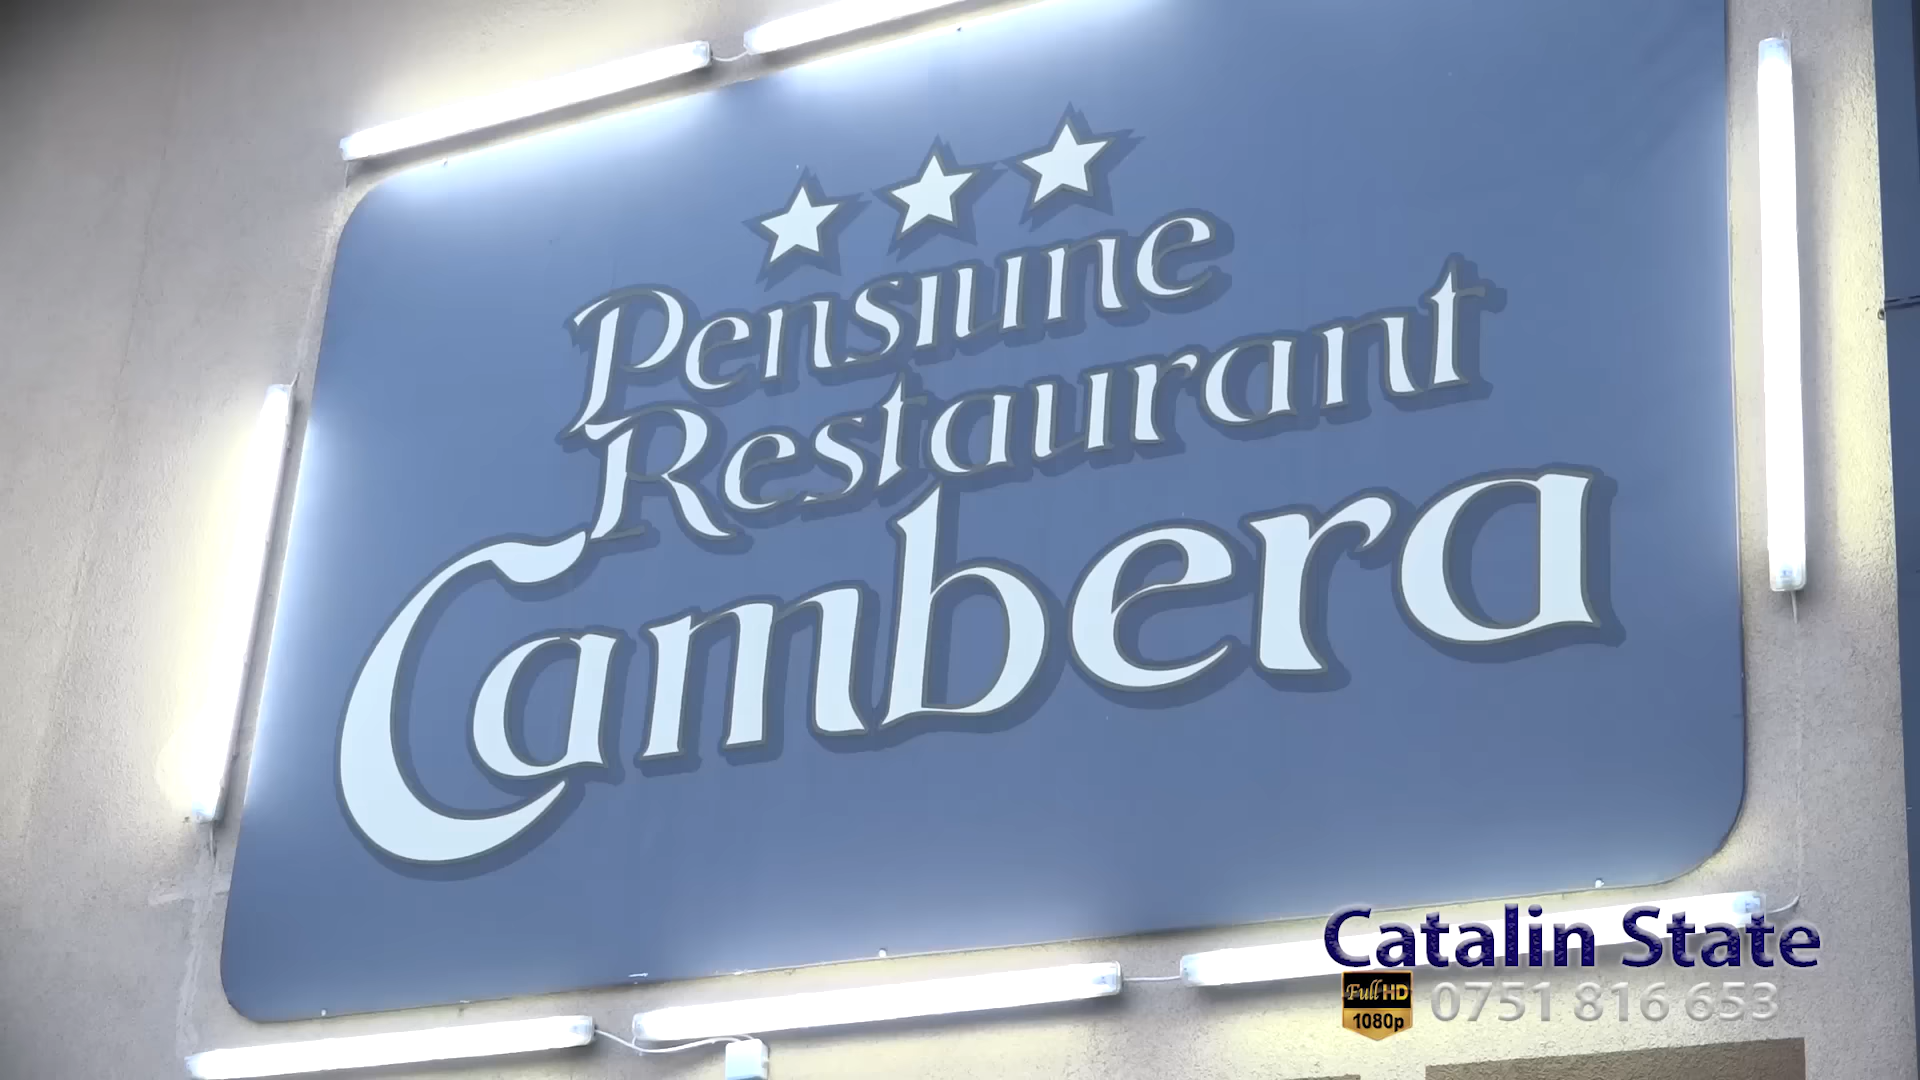 Pensiune
Restaurant
Cambera
Catalin State
Full HD
1080p
0751 816 653